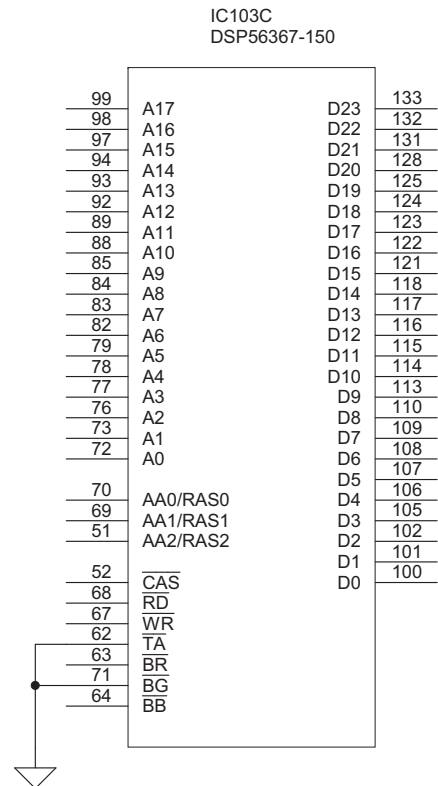 IC103C
DSP56367-150
99 A17 D23 133
98 A16 D22 132
97 A15 D21 131
94 A14 D20 128
93 A13 D19 125
92 A12 D18 124
89 A11 D17 123
88 A10 D16 122
85 A9 D15 121
84 A8 D14 118
83 A7 D13 117
82 A6 D12 116
79 A5 D11 115
78 A4 D10 114
77 A3 D9 113
76 A2 D8 110
73 A1 D7 109
72 A0 D6 108
D5 107
70 AA0/RAS0 D4 106
69 AA1/RAS1 D3 105
51 AA2/RAS2 D2 102
D1 101
52 CAS D0 100
68 RD
67 WR
62 TA
63 BR
71 BG
64 BB